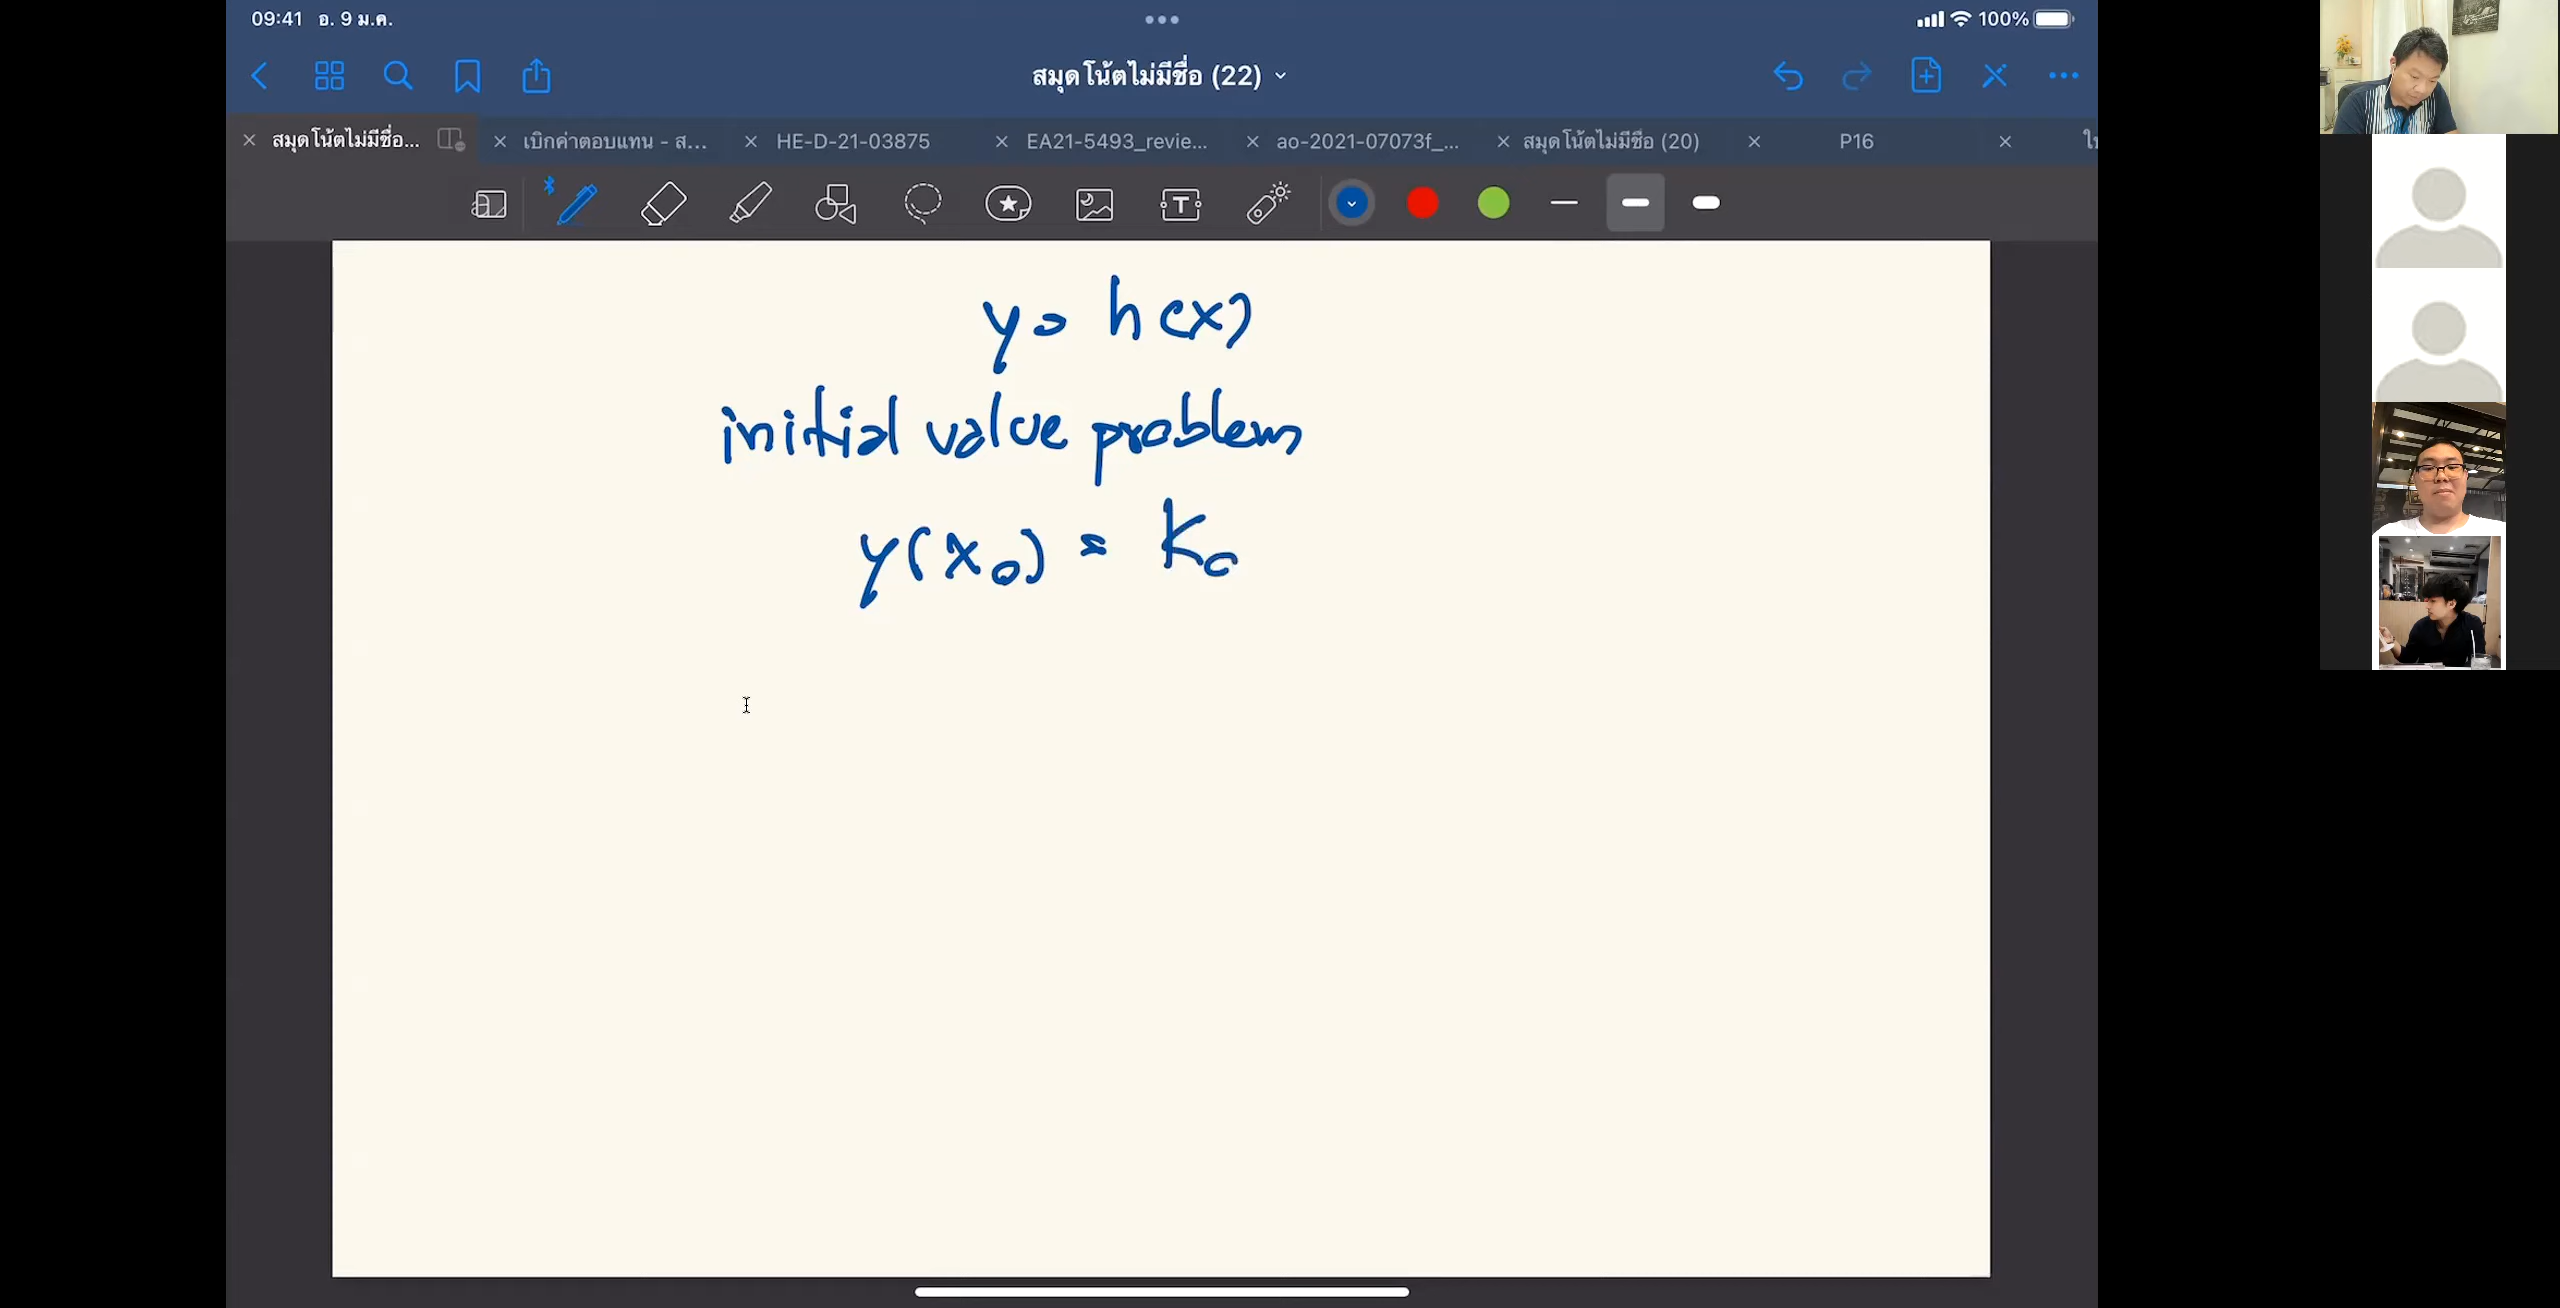 09:41 อ. 9 ม.ค.
100%
สมุดโน้ตไม่มีชื่อ (22)
สมุดโน้ตไม่มีชื่อ...
เบิกค่าตอบแทน - ส...
HE-D-21-03875
EA21-5493_revie...
ao-2021-07073f_...
สมุดโน้ตไม่มีชื่อ (20)
P16
y = h(x)
initial value problem
y(x₀) = K₀